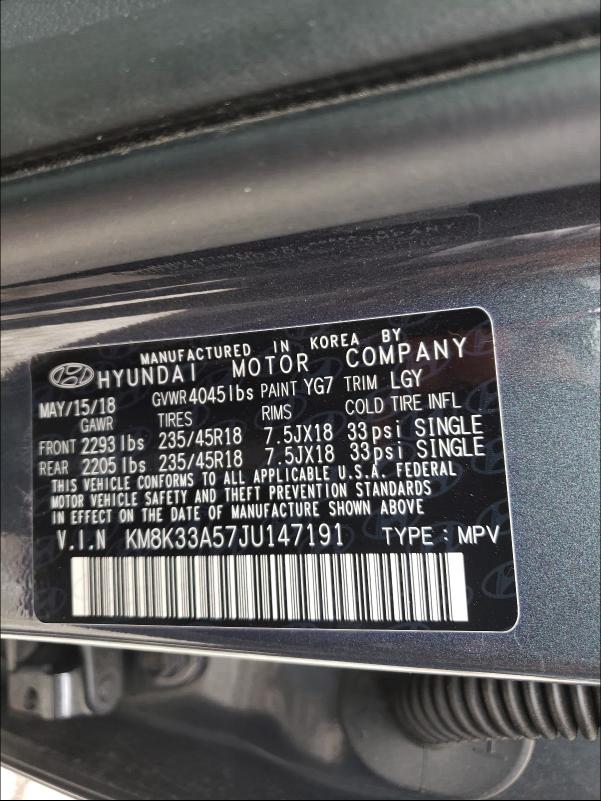 MANUFACTURED IN KOREA BY
HYUNDAI MOTOR COMPANY
MAY/15/18 GVWR 4045lbs PAINT YG7 TRIM LGY
GAWR TIRES RIMS COLD TIRE INFL
FRONT 2293 lbs 235/45R18 7.5JX18 33psi SINGLE
REAR 2205 lbs 235/45R18 7.5JX18 33psi SINGLE
THIS VEHICLE CONFORMS TO ALL APPLICABLE U.S.A. FEDERAL
MOTOR VEHICLE SAFETY AND THEFT PREVENTION STANDARDS
IN EFFECT ON THE DATE OF MANUFACTURE SHOWN ABOVE
V.I.N KM8K33A57JU147191 TYPE : MPV